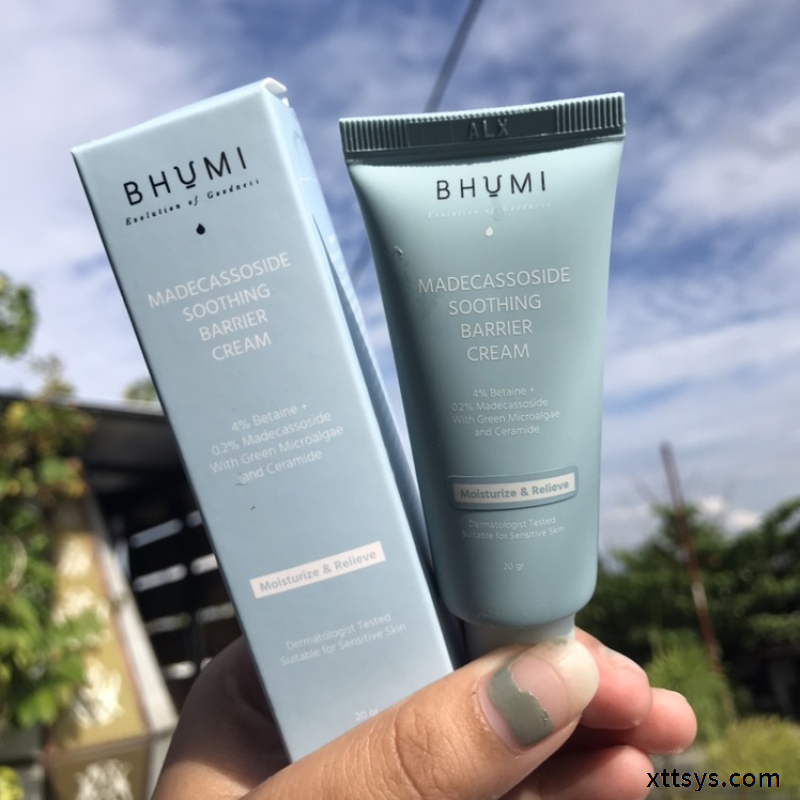 BHUMI
Evolution of Goodness
MADECASSOSIDE
SOOTHING
BARRIER
CREAM
4% Betaine +
0.2% Madecassoside
With Green Microalgae
and Ceramide
Moisturize & Relieve
Dermatologist Tested
Suitable for Sensitive Skin
20 gr
ALX
BHUMI
Evolution of Goodness
MADECASSOSIDE
SOOTHING
BARRIER
CREAM
4% Betaine +
0.2% Madecassoside
With Green Microalgae
and Ceramide
Moisturize & Relieve
Dermatologist Tested
Suitable for Sensitive Skin
20 gr
xttsys.com